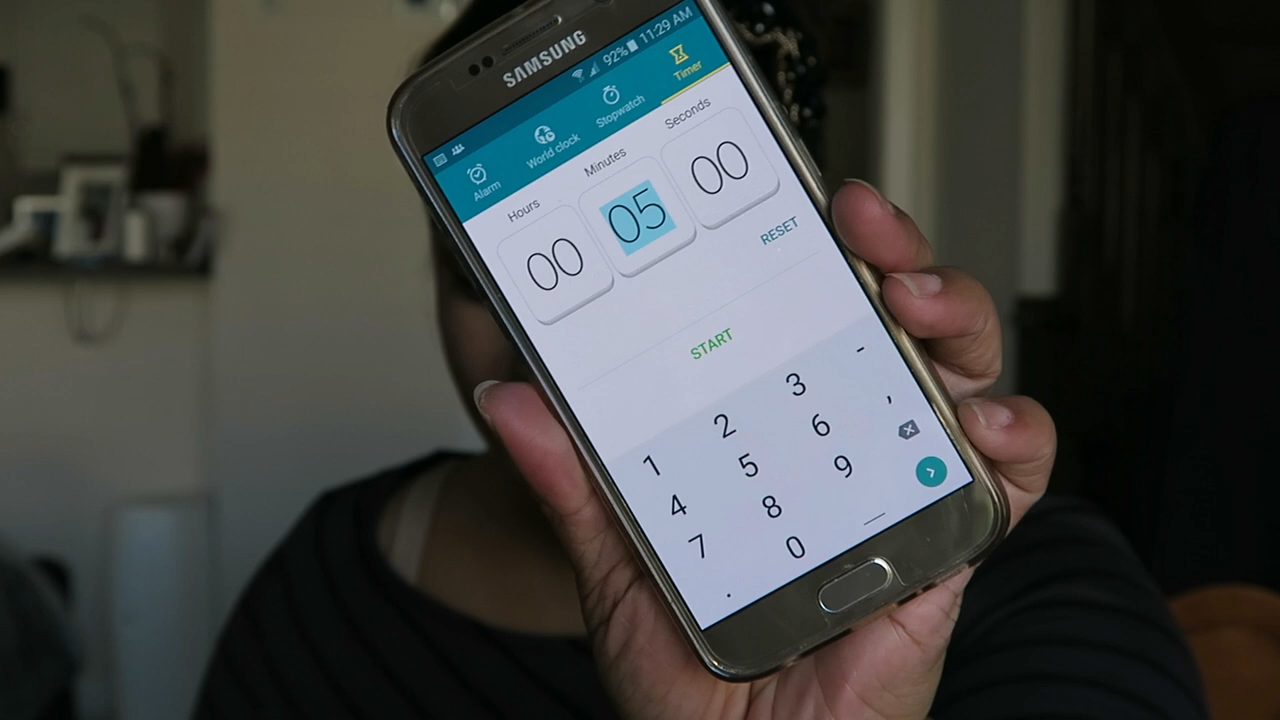 SAMSUNG
92% 11:29 AM
Alarm World clock Stopwatch Timer
Hours Minutes Seconds
00 05 00
RESET
START
1 2 3 -
4 5 6 ,
7 8 9
. 0 _